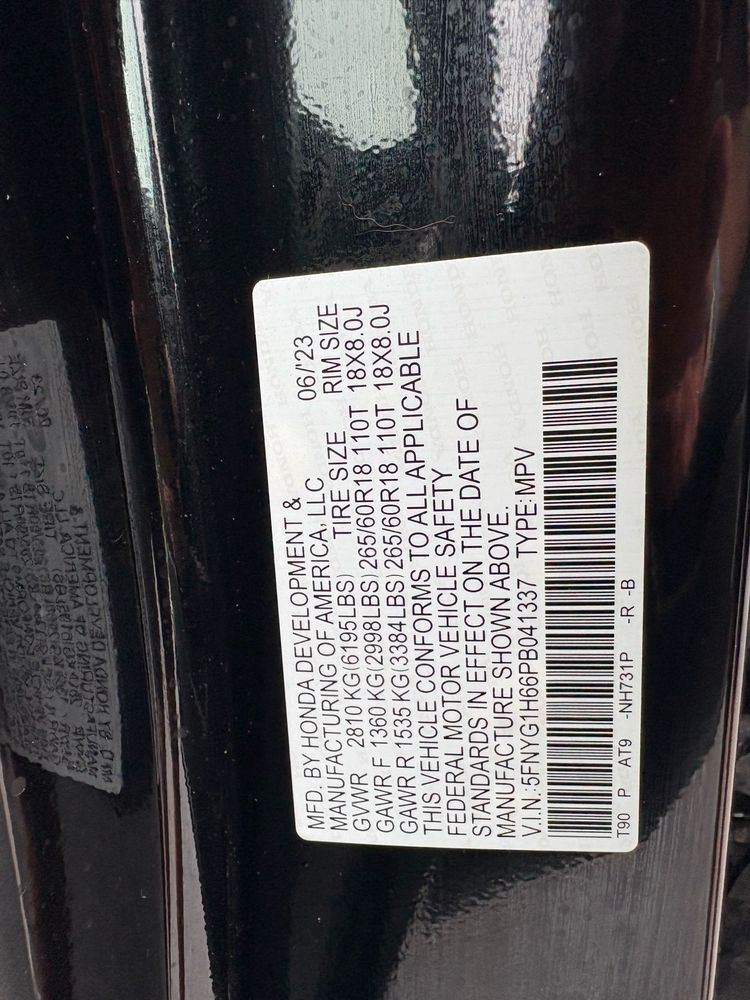 MFD. BY HONDA DEVELOPMENT &
MANUFACTURING OF AMERICA, LLC 06/'23
GVWR 2810 KG(6195LBS) TIRE SIZE RIM SIZE
GAWR F 1360 KG(2998LBS) 265/60R18 110T 18X8.0J
GAWR R 1535 KG(3384LBS) 265/60R18 110T 18X8.0J
THIS VEHICLE CONFORMS TO ALL APPLICABLE
FEDERAL MOTOR VEHICLE SAFETY
STANDARDS IN EFFECT ON THE DATE OF
MANUFACTURE SHOWN ABOVE.
V.I.N: 5FNYG1H66PB041337 TYPE:MPV
T90 P AT9 -NH731P -R -B